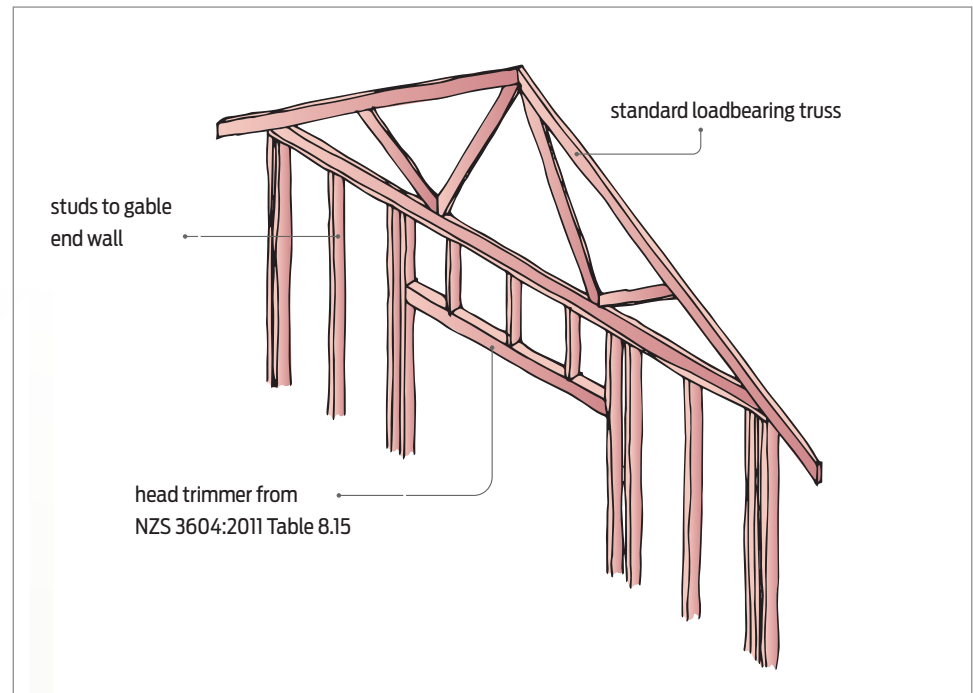 standard loadbearing truss
studs to gable
end wall
head trimmer from
NZS 3604:2011 Table 8.15